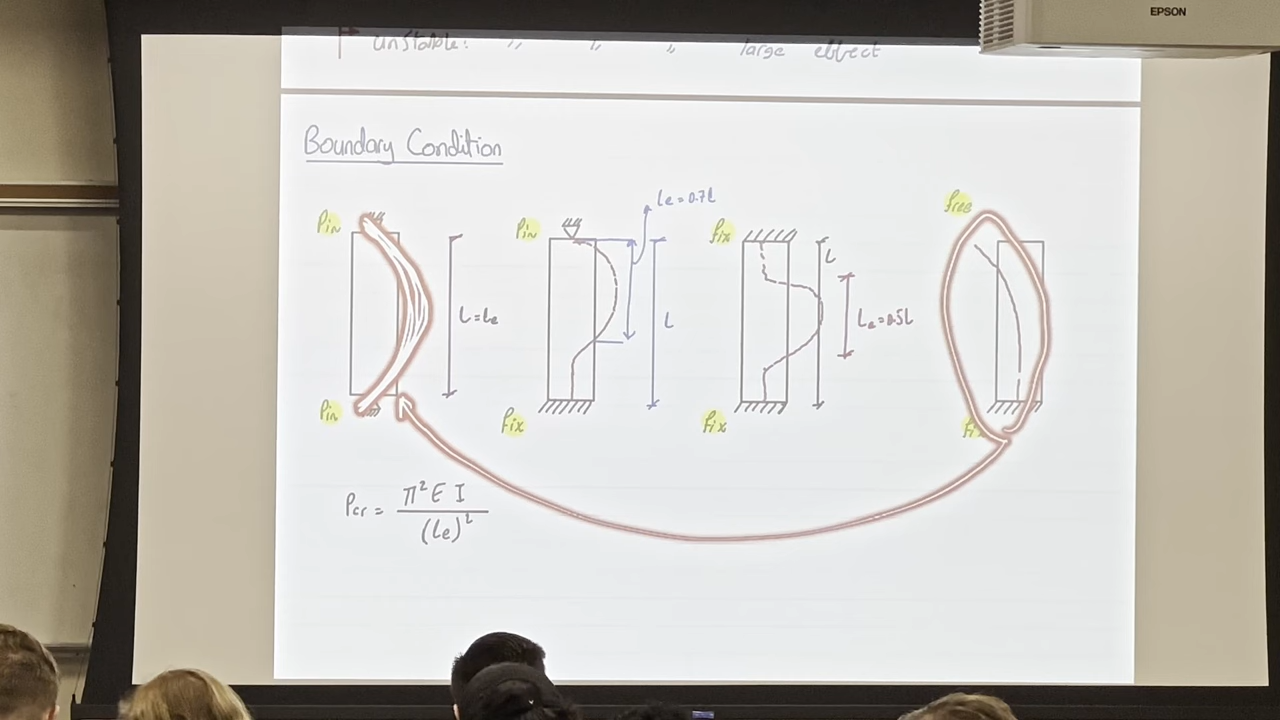 EPSON
unstable: 〃 〃 〃 large effect
Boundary Condition
Le = 0.7L
Pin
Pin
Fix
free
L
L = Le
L
Le = 0.5L
Pin
Fix
Fix
Fix
Pcr = π² E I / (Le)²